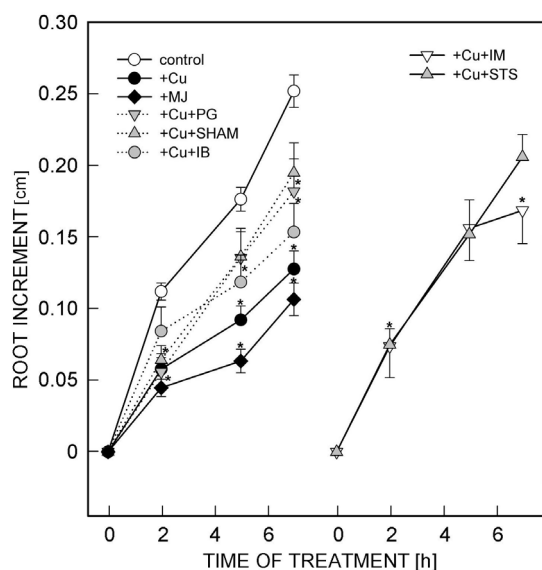 0.30
0.25
0.20
0.15
0.10
0.05
0
ROOT INCREMENT [cm]
control
+Cu
+MJ
+Cu+PG
+Cu+SHAM
+Cu+IB
+Cu+IM
+Cu+STS
* * * * * * * * * * *
0 2 4 6 0 2 4 6
TIME OF TREATMENT [h]